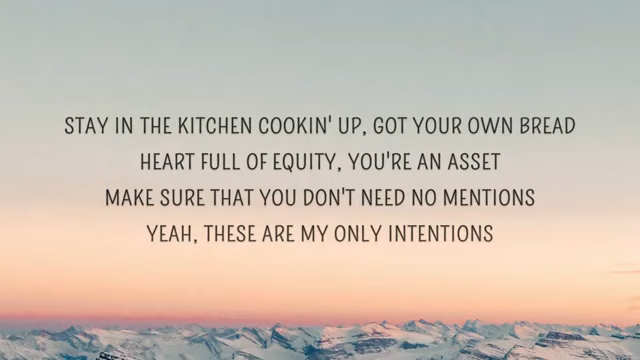 STAY IN THE KITCHEN COOKIN' UP, GOT YOUR OWN BREAD
HEART FULL OF EQUITY, YOU'RE AN ASSET
MAKE SURE THAT YOU DON'T NEED NO MENTIONS
YEAH, THESE ARE MY ONLY INTENTIONS